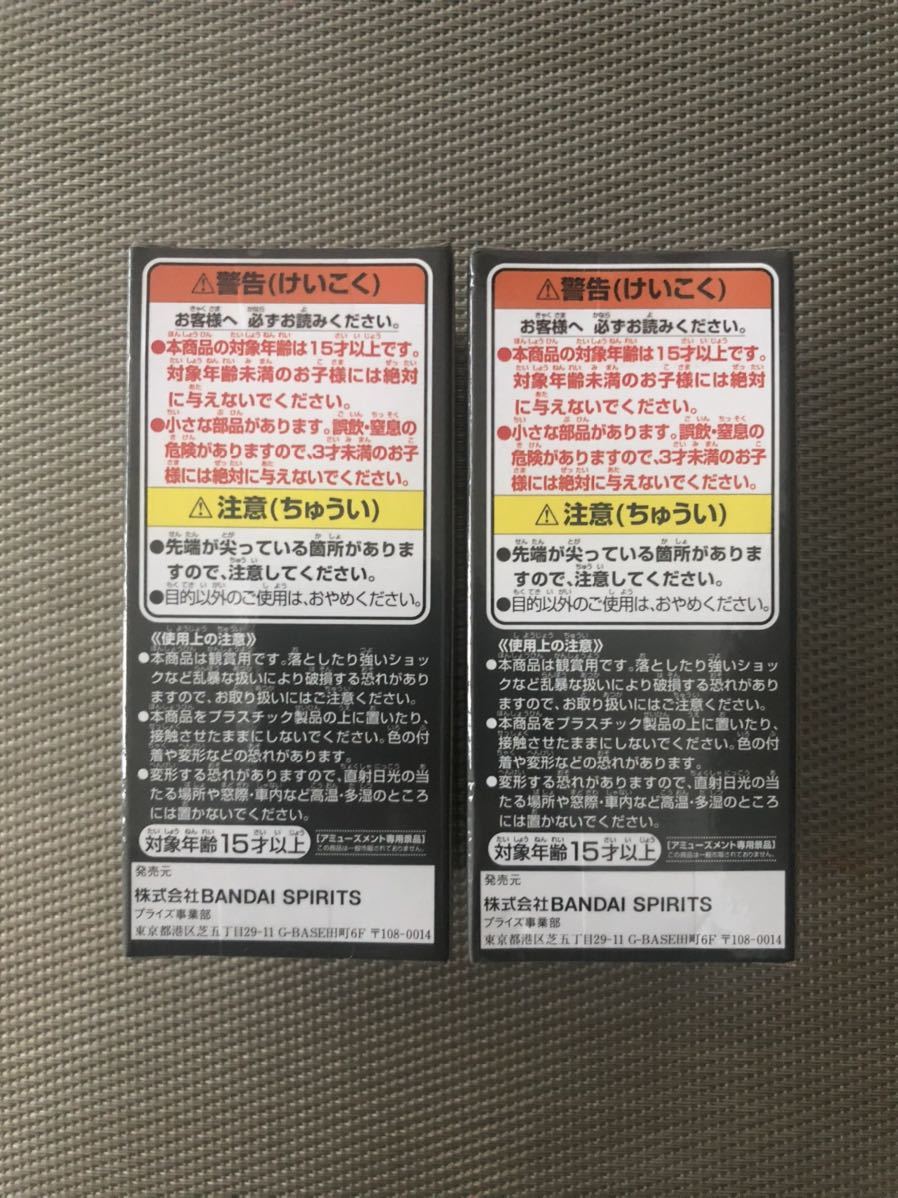 ⚠警告(けいこく)
お客様へ 必ずお読みください。
●本商品の対象年齢は15才以上です。
対象年齢未満のお子様には絶対
に与えないでください。
●小さな部品があります。誤飲・窒息の
危険がありますので、3才未満のお子
様には絶対に与えないでください。
⚠注意(ちゅうい)
●先端が尖っている箇所がありま
すので、注意してください。
●目的以外のご使用は、おやめください。
《使用上の注意》
●本商品は観賞用です。落としたり強いショッ
クなど乱暴な扱いにより破損する恐れがあり
ますので、お取り扱いにはご注意ください。
●本商品をプラスチック製品の上に置いたり、
接触させたままにしないでください。色の付
着や変形などの恐れがあります。
●変形する恐れがありますので、直射日光の当
たる場所や窓際・車内など高温・多湿のところ
には置かないでください。
対象年齢15才以上
【アミューズメント専用景品】
この商品は一般市販されておりません。
発売元
株式会社BANDAI SPIRITS
プライズ事業部
東京都港区芝五丁目29-11 G-BASE田町6F 〒108-0014
⚠警告(けいこく)
お客様へ 必ずお読みください。
●本商品の対象年齢は15才以上です。
対象年齢未満のお子様には絶対
に与えないでください。
●小さな部品があります。誤飲・窒息の
危険がありますので、3才未満のお子
様には絶対に与えないでください。
⚠注意(ちゅうい)
●先端が尖っている箇所がありま
すので、注意してください。
●目的以外のご使用は、おやめください。
《使用上の注意》
●本商品は観賞用です。落としたり強いショッ
クなど乱暴な扱いにより破損する恐れがあり
ますので、お取り扱いにはご注意ください。
●本商品をプラスチック製品の上に置いたり、
接触させたままにしないでください。色の付
着や変形などの恐れがあります。
●変形する恐れがありますので、直射日光の当
たる場所や窓際・車内など高温・多湿のところ
には置かないでください。
対象年齢15才以上
【アミューズメント専用景品】
この商品は一般市販されておりません。
発売元
株式会社BANDAI SPIRITS
プライズ事業部
東京都港区芝五丁目29-11 G-BASE田町6F 〒108-0014